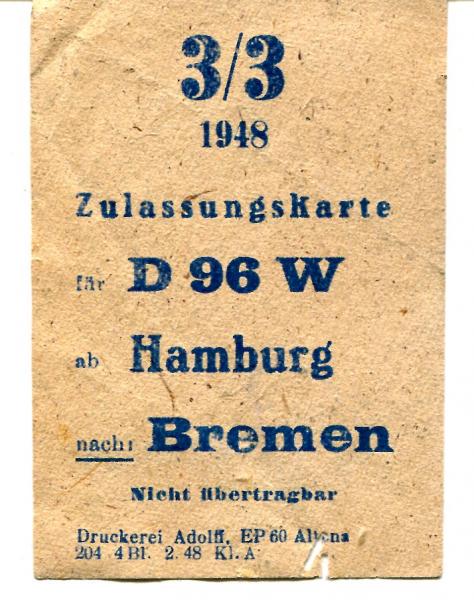 3/3
1948
Zulassungskarte
für D 96 W
ab Hamburg
nach: Bremen
Nicht übertragbar
Druckerei Adolff, EP 60 Altona
204 4 Bl. 2. 48 Kl. A